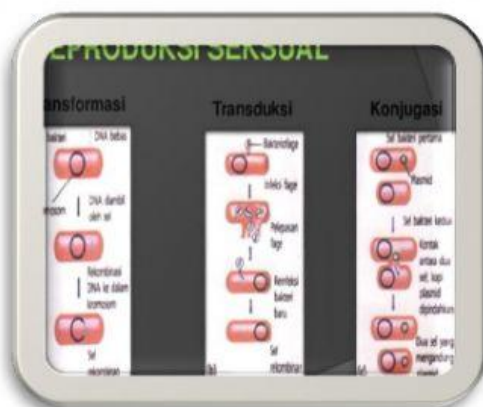 EPRODUKSI SEKSUAL
ansformasi
bakteri
DNA bebas
DNA diambil
oleh sel
Rekombinasi
DNA ke dalam
kromosom
Sel
rekombinan
Transduksi
Bakteriofage
Infeksi fage
Pelepasan
fage
Reinfeksi
bakteri
baru
Sel
rekombinan
Konjugasi
Sel bakteri pertama
Plasmid
Sel bakteri kedua
Kontak
antara dua
sel, kopi
plasmid
dipindahkan
Dua sel yang
mengandung